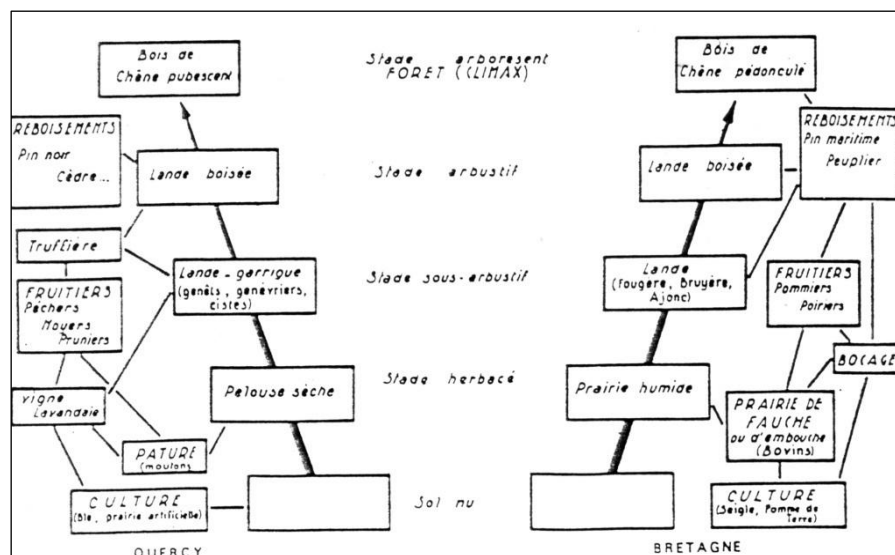 Bois de
Chêne pubescent
REBOISEMENTS
Pin noir
Cèdre...
Lande boisée
Truffière
Lande-garrigue
(genêts, genévriers,
cistes)
FRUITIERS
Pêchers
Noyers
Pruniers
Pelouse sèche
Vigne
Lavandaie
PATURE
(moutons)
CULTURE
(Blé, prairie artificielle)
QUERCY
Stade arboresent
FORET (CLIMAX)
Stade arbustif
Stade sous-arbustif
Stade herbacé
Sol nu
Bois de
Chêne pédonculé
REBOISEMENTS
Pin maritime
Peuplier
Lande boisée
Lande
(Fougère, Bruyère,
Ajonc)
FRUITIERS
Pommiers
Poiriers
BOCAGE
Prairie humide
PRAIRIE DE
FAUCHE
ou d'embouche
(Bovins)
CULTURE
(Seigle, Pomme de
Terre)
BRETAGNE